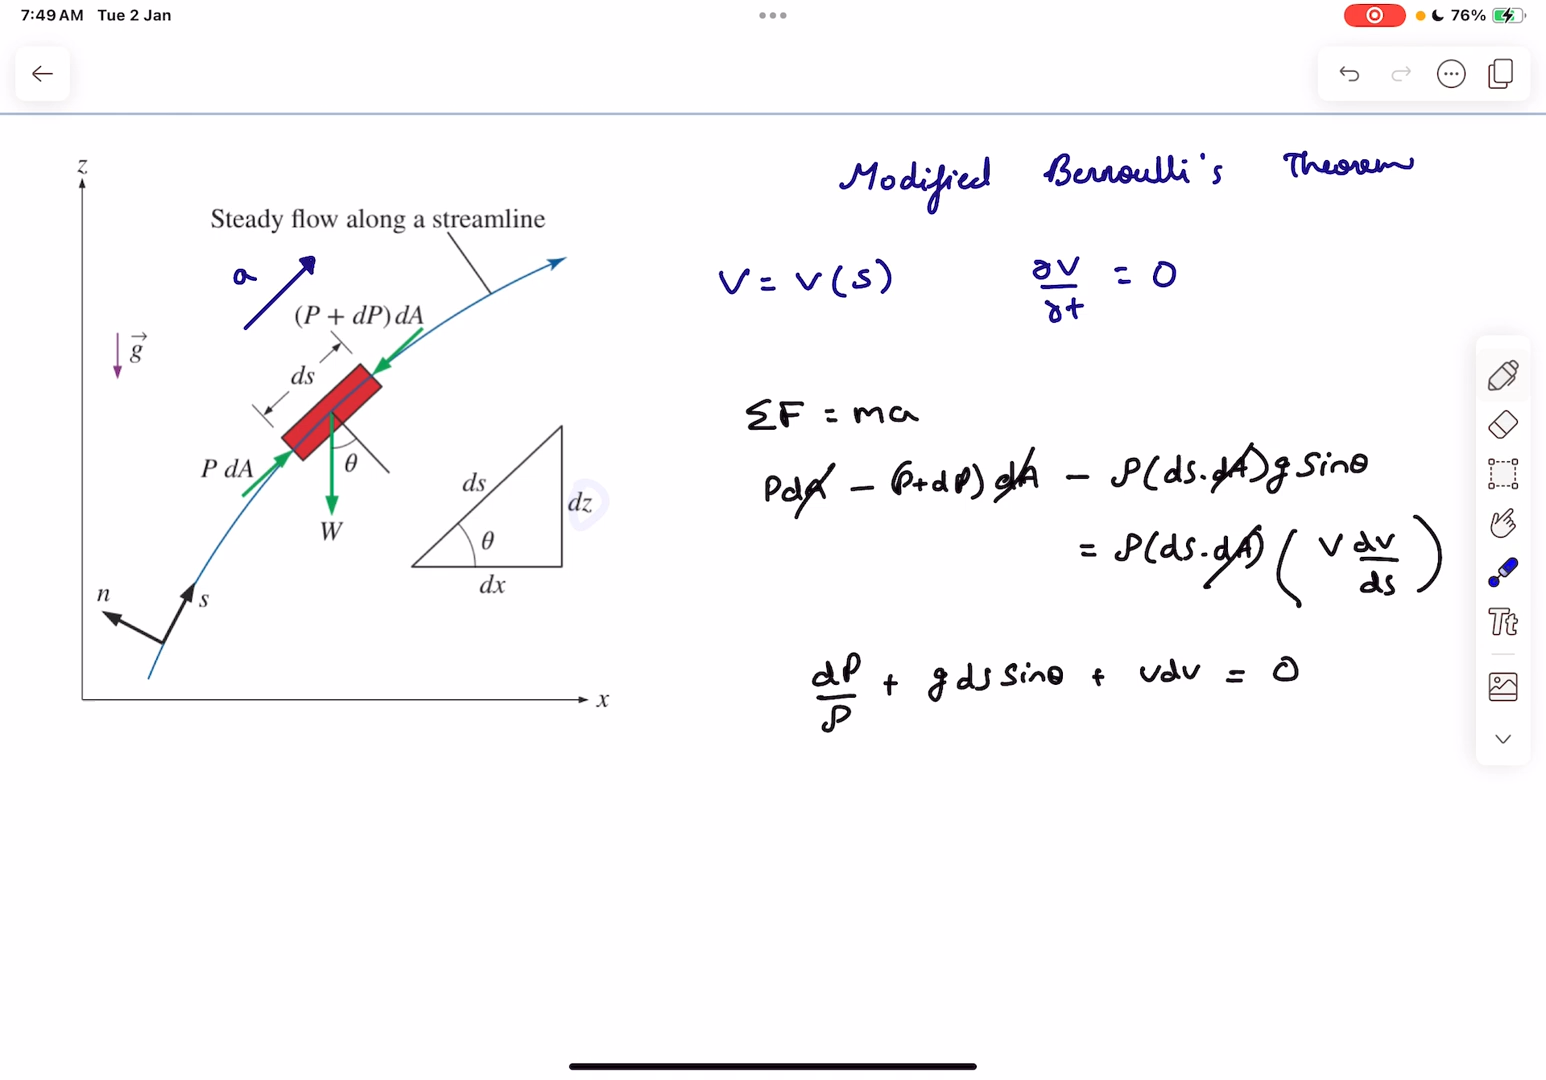 7:49 AM Tue 2 Jan
76%
Modified Bernoulli's Theorem
z
Steady flow along a streamline
a
V = V(s) ∂V/∂t = 0
(P + dP) dA
g
ds
ΣF = ma
P dA
θ
W
ds
dz
θ
dx
PdA – (P+dP) dA – ρ(ds.dA)g Sinθ
= ρ(ds.dA) ( V dv/ds )
n
s
dP/ρ + g ds Sinθ + vdv = 0
x
Tt